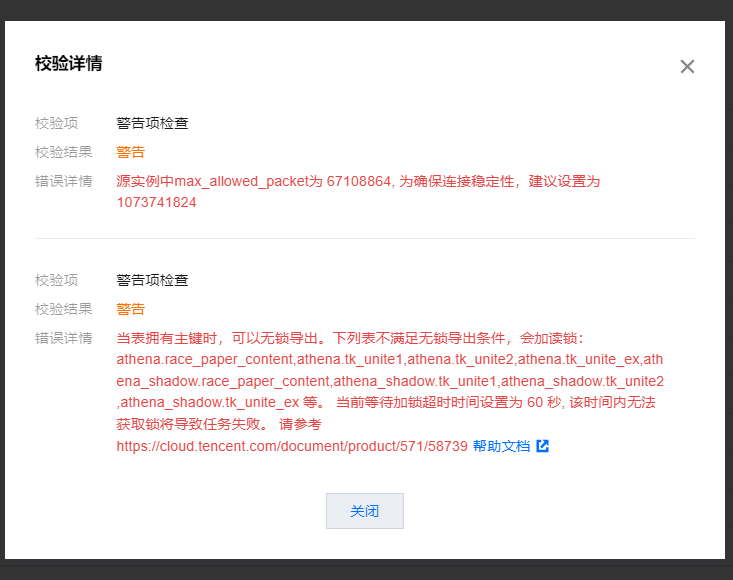 校验详情
校验项 警告项检查
校验结果 警告
错误详情 源实例中max_allowed_packet为 67108864, 为确保连接稳定性，建议设置为
1073741824
校验项 警告项检查
校验结果 警告
错误详情 当表拥有主键时，可以无锁导出。下列表不满足无锁导出条件，会加读锁：
athena.race_paper_content,athena.tk_unite1,athena.tk_unite2,athena.tk_unite_ex,ath
ena_shadow.race_paper_content,athena_shadow.tk_unite1,athena_shadow.tk_unite2
,athena_shadow.tk_unite_ex 等。 当前等待加锁超时时间设置为 60 秒, 该时间内无法
获取锁将导致任务失败。 请参考
https://cloud.tencent.com/document/product/571/58739 帮助文档
关闭